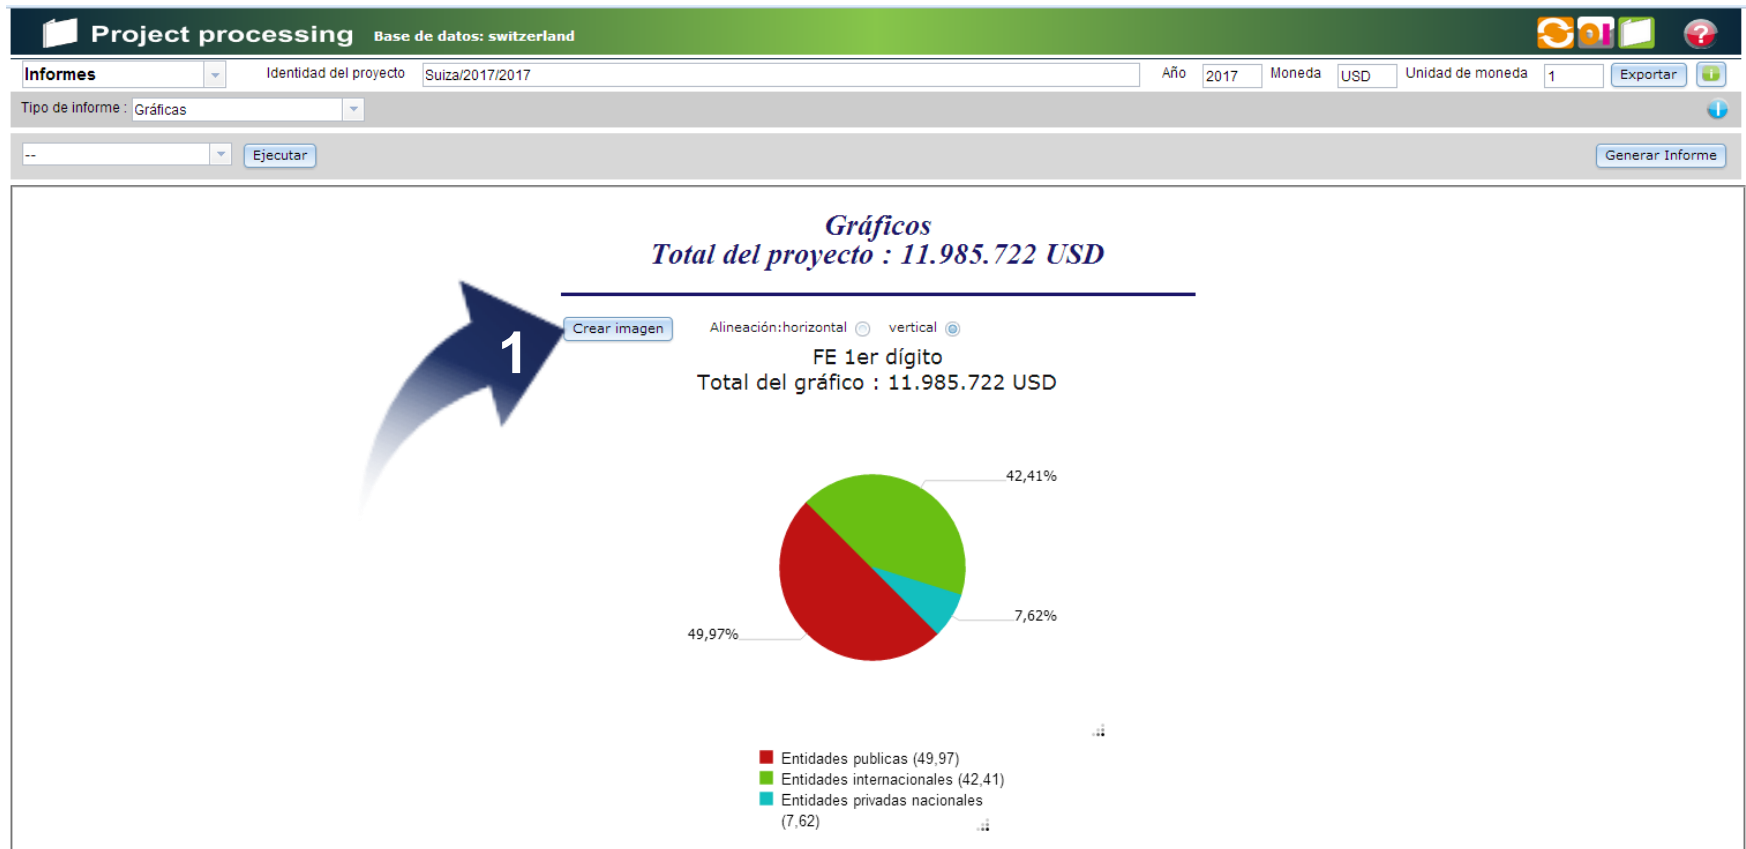 Project processing Base de datos: switzerland
Informes Identidad del proyecto Suiza/2017/2017 Año 2017 Moneda USD Unidad de moneda 1 Exportar
Tipo de informe : Gráficas
-- Ejecutar Generar Informe
Gráficos
Total del proyecto : 11.985.722 USD
1
Crear imagen Alineación:horizontal vertical
FE 1er dígito
Total del gráfico : 11.985.722 USD
42,41%
7,62%
49,97%
Entidades publicas (49,97)
Entidades internacionales (42,41)
Entidades privadas nacionales
(7,62)